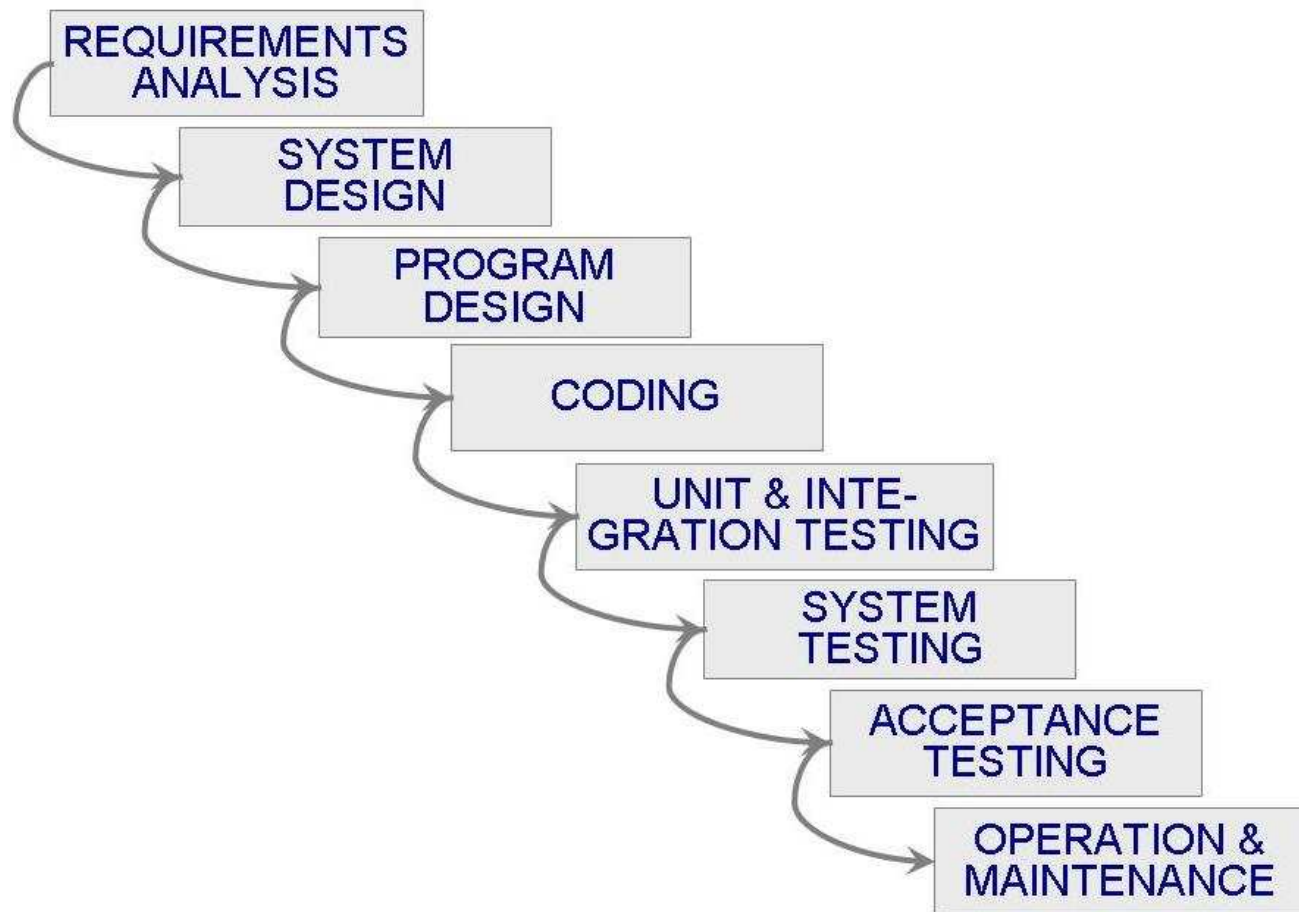 REQUIREMENTS
ANALYSIS
SYSTEM
DESIGN
PROGRAM
DESIGN
CODING
UNIT & INTE-
GRATION TESTING
SYSTEM
TESTING
ACCEPTANCE
TESTING
OPERATION &
MAINTENANCE